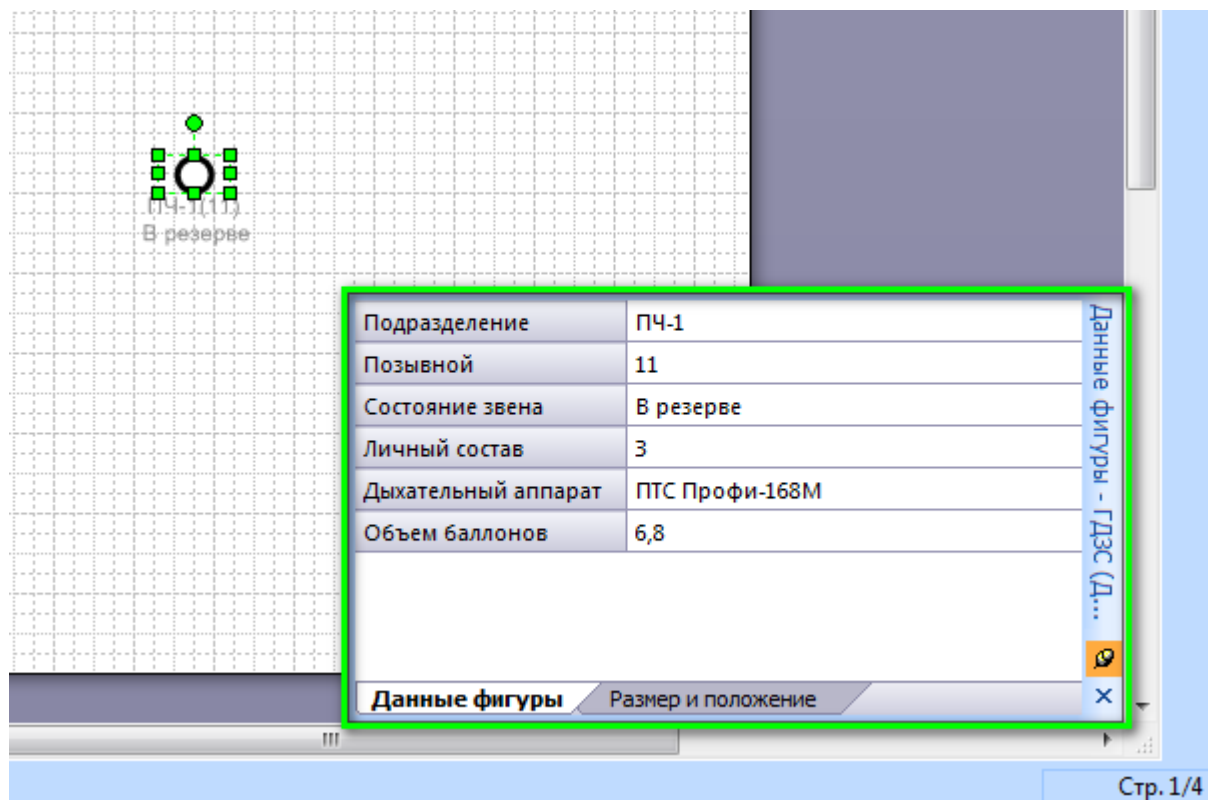 ПЧ-1(11)
В резерве
Подразделение ПЧ-1
Позывной 11
Состояние звена В резерве
Личный состав 3
Дыхательный аппарат ПТС Профи-168М
Объем баллонов 6,8
Данные фигуры - ГДЗС (Д...
Данные фигуры Размер и положение
Стр. 1/4